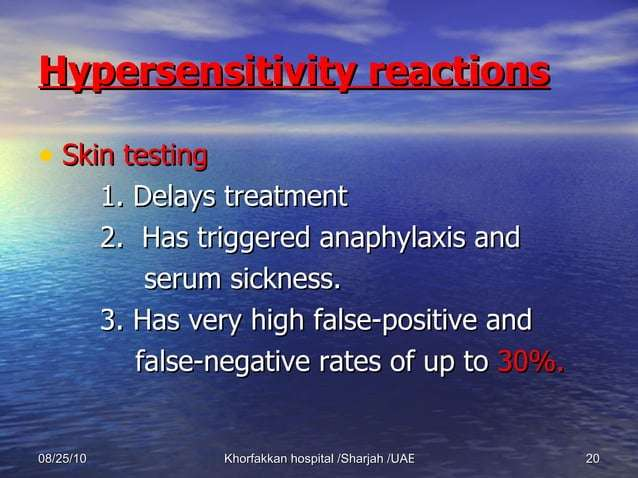 Hypersensitivity reactions
• Skin testing
1. Delays treatment
2. Has triggered anaphylaxis and
serum sickness.
3. Has very high false-positive and
false-negative rates of up to 30%.
08/25/10 Khorfakkan hospital /Sharjah /UAE 20